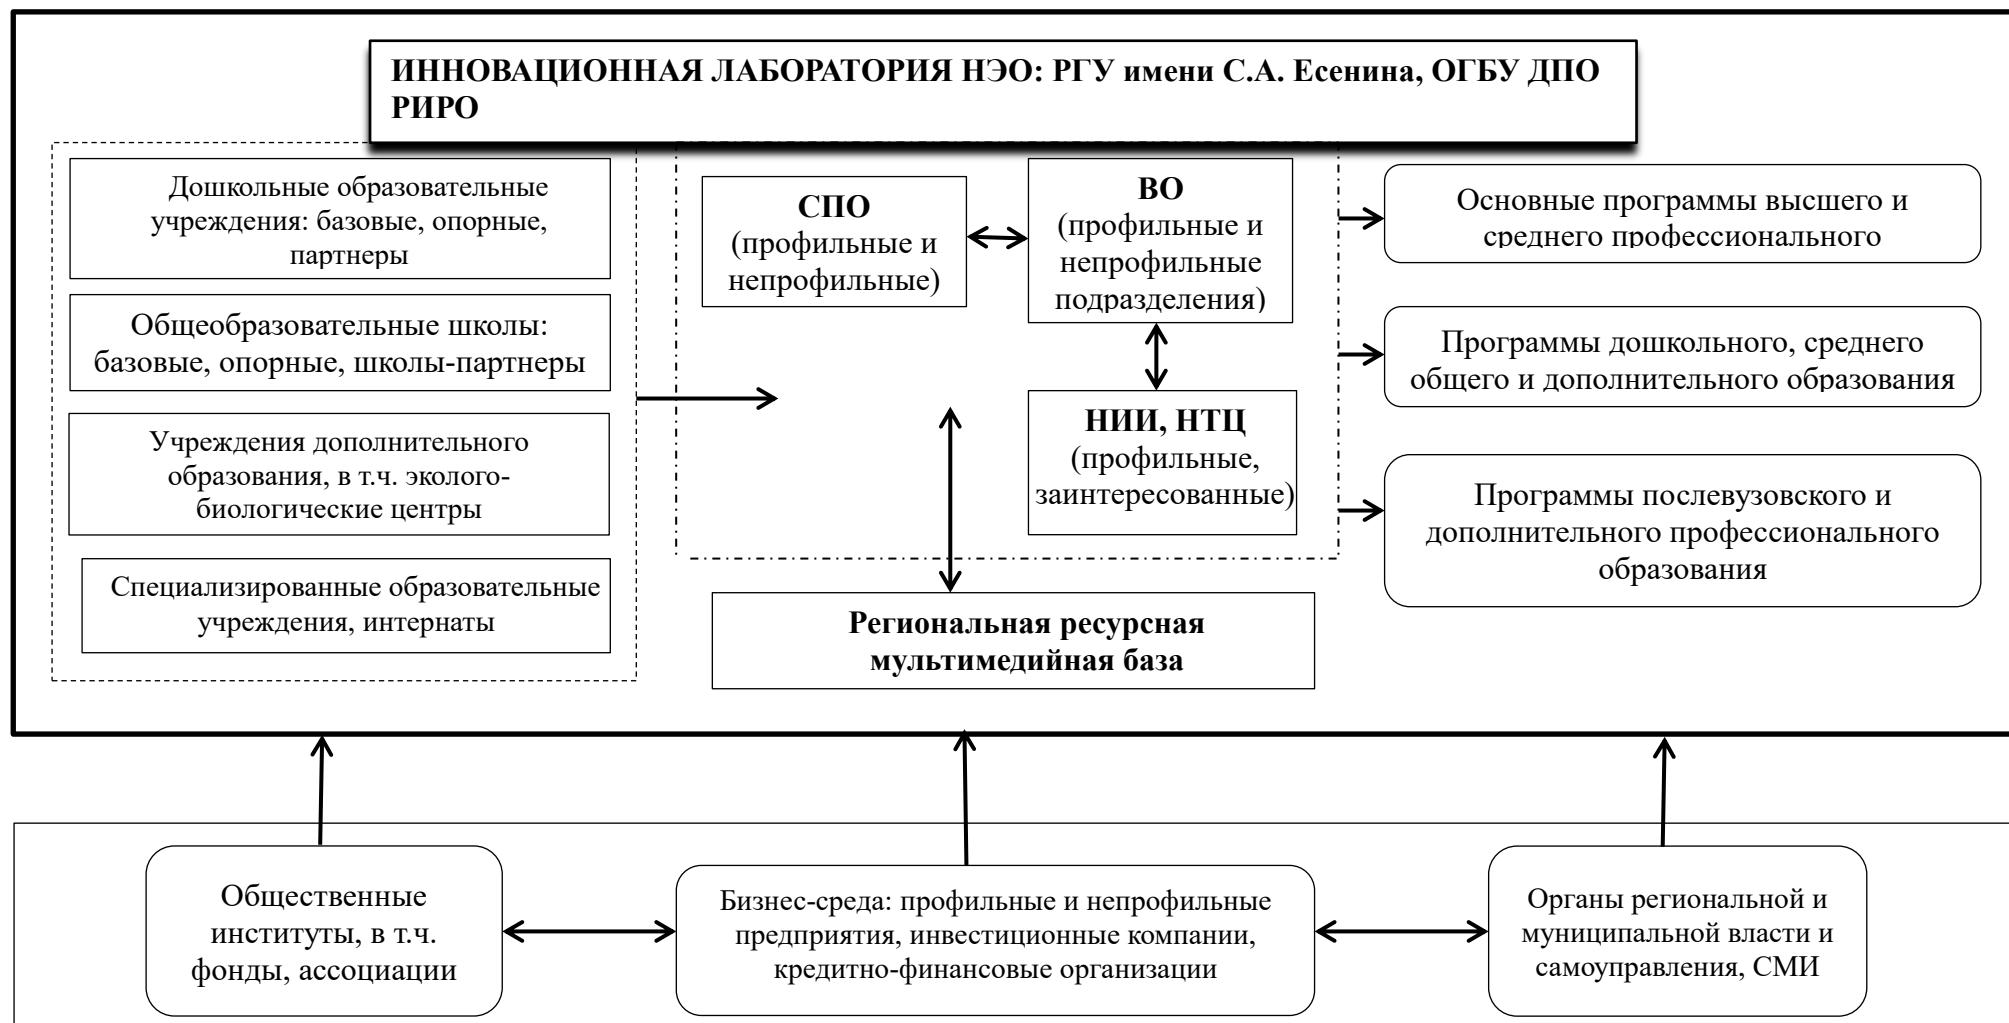 ИННОВАЦИОННАЯ ЛАБОРАТОРИЯ НЭО: РГУ имени С.А. Есенина, ОГБУ ДПО
РИРО
Дошкольные образовательные
учреждения: базовые, опорные,
партнеры
Общеобразовательные школы:
базовые, опорные, школы-партнеры
Учреждения дополнительного
образования, в т.ч. эколого-
биологические центры
Специализированные образовательные
учреждения, интернаты
СПО
(профильные и
непрофильные)
ВО
(профильные и
непрофильные
подразделения)
НИИ, НТЦ
(профильные,
заинтересованные)
Региональная ресурсная
мультимедийная база
Основные программы высшего и
среднего профессионального
Программы дошкольного, среднего
общего и дополнительного образования
Программы послевузовского и
дополнительного профессионального
образования
Общественные
институты, в т.ч.
фонды, ассоциации
Бизнес-среда: профильные и непрофильные
предприятия, инвестиционные компании,
кредитно-финансовые организации
Органы региональной и
муниципальной власти и
самоуправления, СМИ